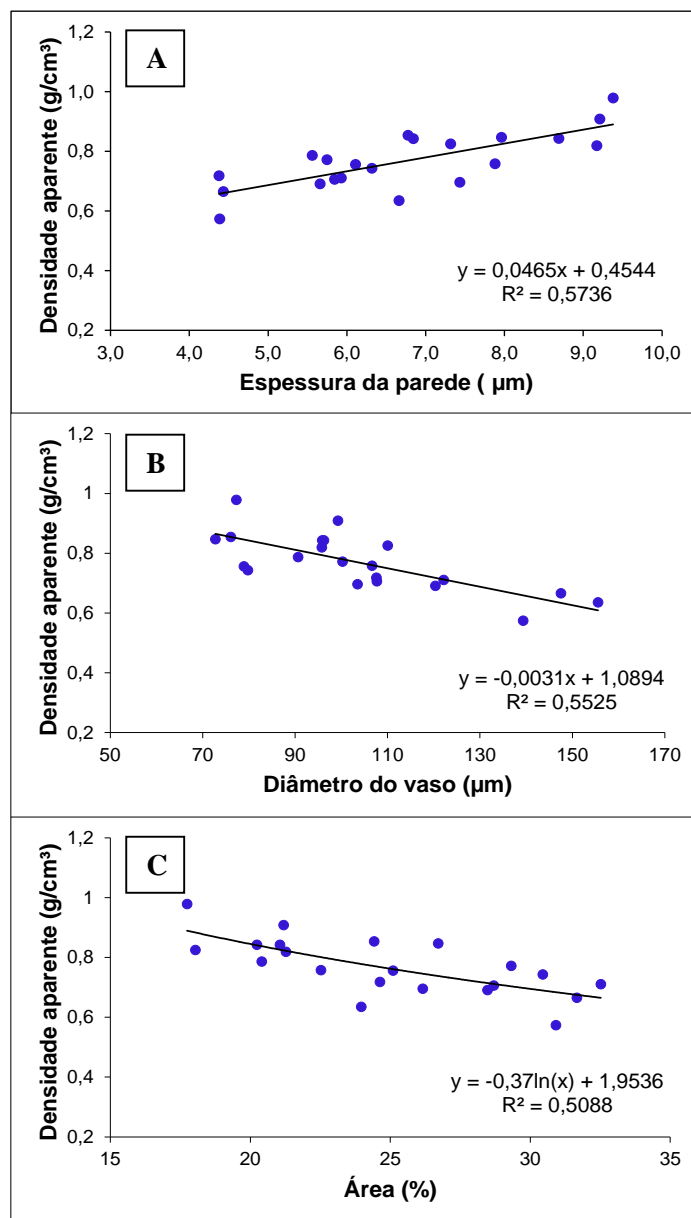 A
Densidade aparente (g/cm³)
1,2
1,0
0,8
0,6
0,4
0,2
3,0 4,0 5,0 6,0 7,0 8,0 9,0 10,0
y = 0,0465x + 0,4544
R² = 0,5736
Espessura da parede ( µm)
B
Densidade aparente (g/cm³)
1,2
1
0,8
0,6
0,4
0,2
50 70 90 110 130 150 170
y = -0,0031x + 1,0894
R² = 0,5525
Diâmetro do vaso (µm)
C
Densidade aparente (g/cm³)
1,2
1
0,8
0,6
0,4
0,2
15 20 25 30 35
y = -0,37ln(x) + 1,9536
R² = 0,5088
Área (%)